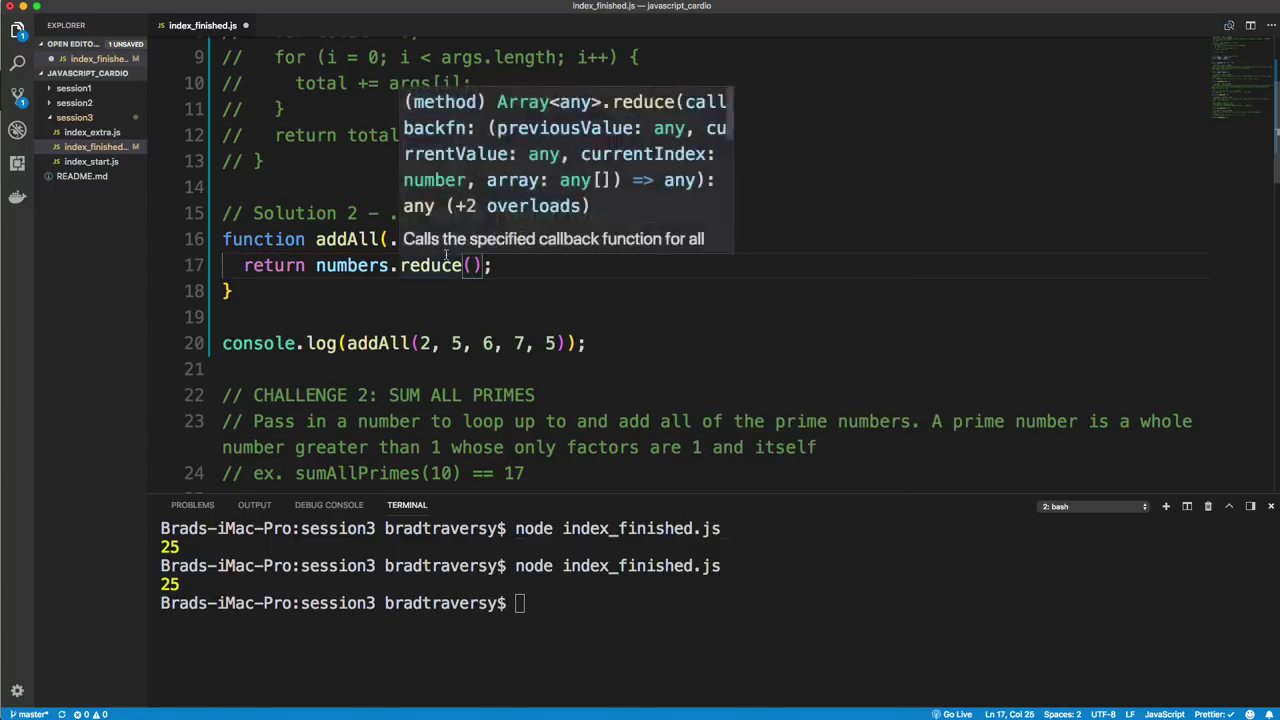 index_finished.js — javascript_cardio
EXPLORER
index_finished.js
OPEN EDITO... 1 UNSAVED
index_finishe...
JAVASCRIPT_CARDIO
session1
session2
session3
index_extra.js
index_finished...
index_start.js
README.md
9 // for (i = 0; i < args.length; i++) {
10 // total += args[i];
11 // }
12 // return total
13 // }
14
15 // Solution 2 - .
16 function addAll(.
17 return numbers.reduce();
18 }
19
20 console.log(addAll(2, 5, 6, 7, 5));
21
22 // CHALLENGE 2: SUM ALL PRIMES
23 // Pass in a number to loop up to and add all of the prime numbers. A prime number is a whole
number greater than 1 whose only factors are 1 and itself
24 // ex. sumAllPrimes(10) == 17
(method) Array<any>.reduce(call
backfn: (previousValue: any, cu
rrentValue: any, currentIndex:
number, array: any[]) => any):
any (+2 overloads)
Calls the specified callback function for all
PROBLEMS OUTPUT DEBUG CONSOLE TERMINAL
2: bash
Brads-iMac-Pro:session3 bradtraversy$ node index_finished.js
25
Brads-iMac-Pro:session3 bradtraversy$ node index_finished.js
25
Brads-iMac-Pro:session3 bradtraversy$
master* 0 0 Go Live Ln 17, Col 25 Spaces: 2 UTF-8 LF JavaScript Prettier: ✓